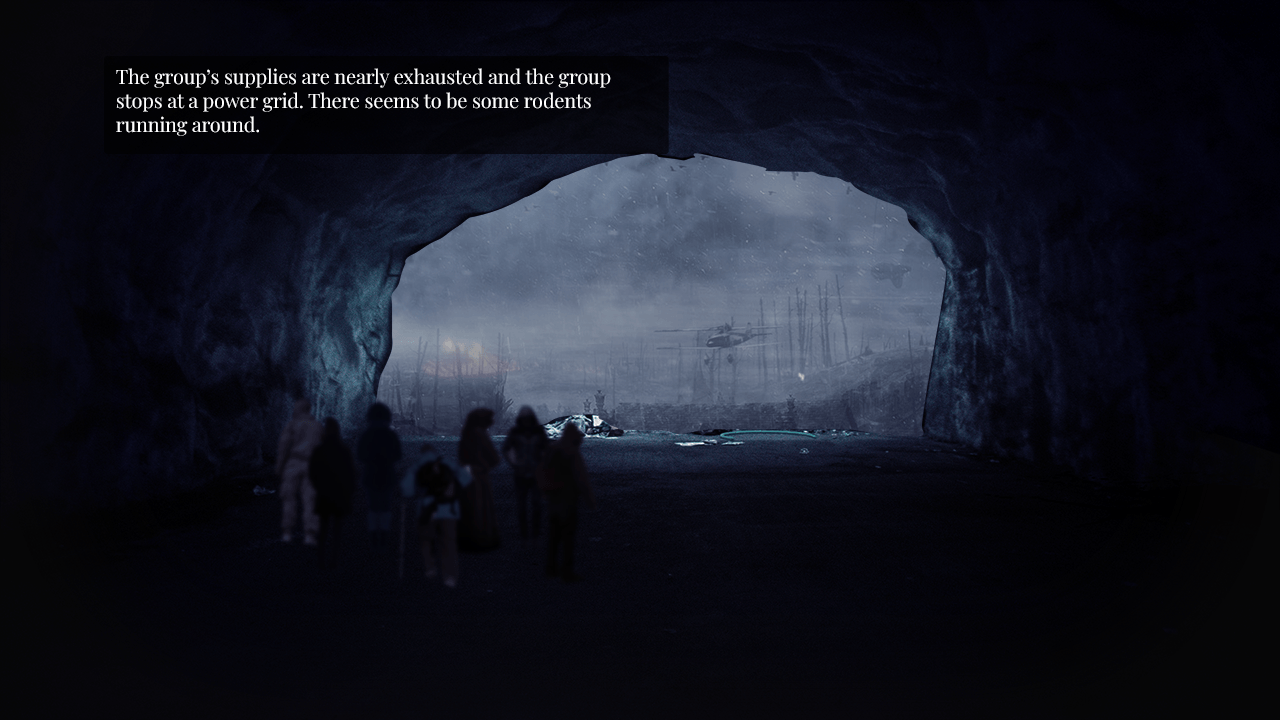 The group’s supplies are nearly exhausted and the group
stops at a power grid. There seems to be some rodents
running around.